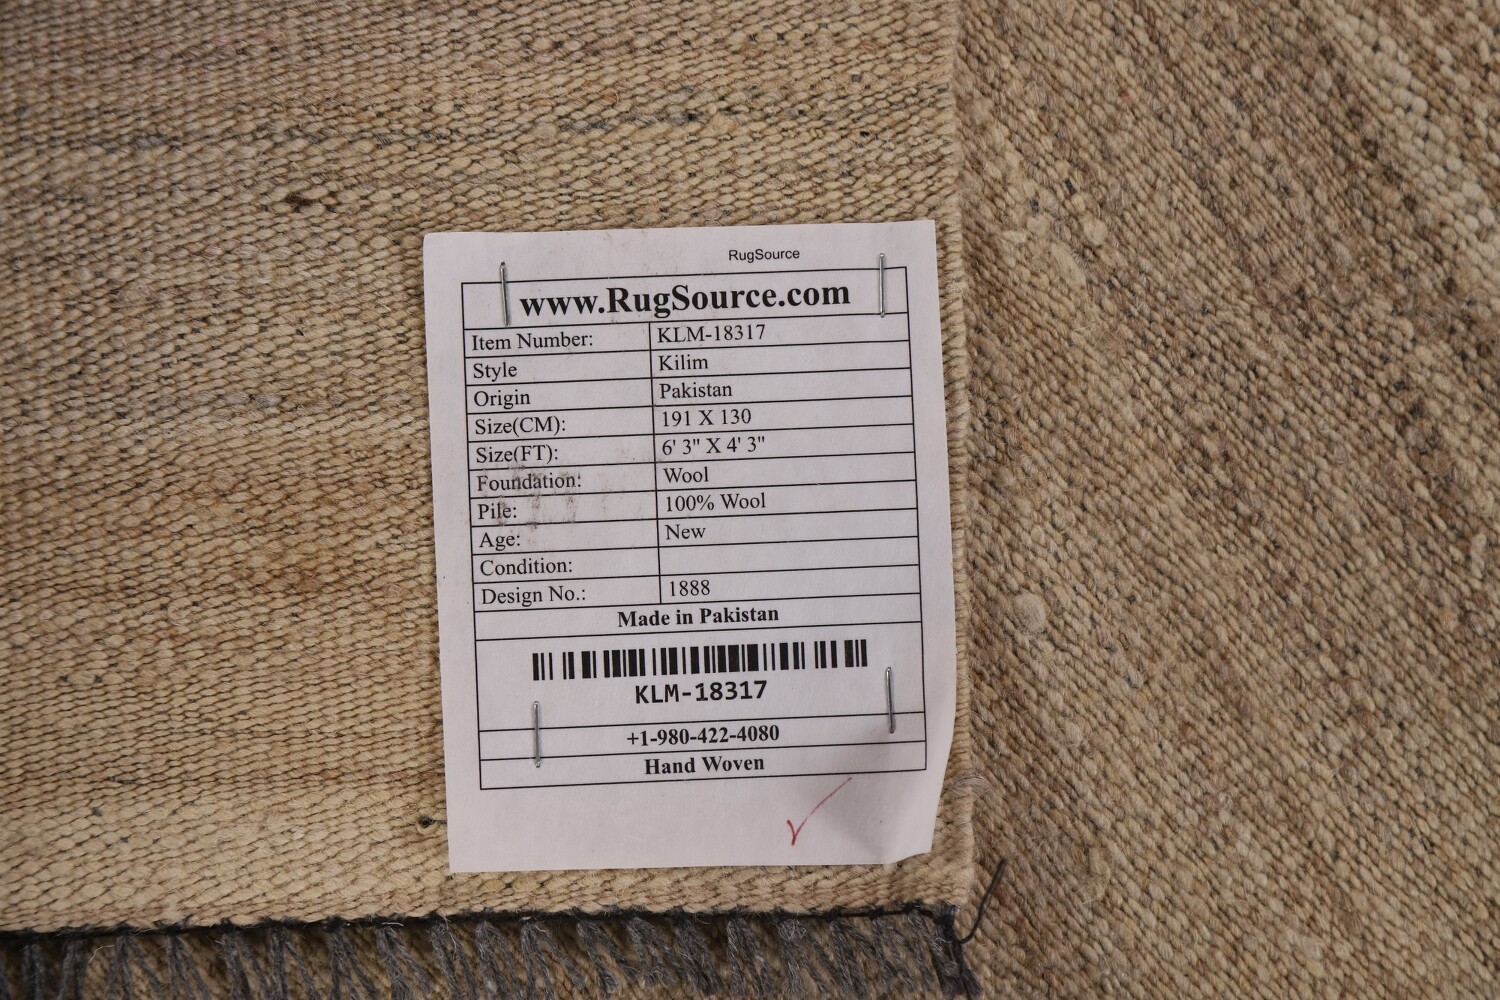 RugSource
www.RugSource.com
Item Number: KLM-18317
Style Kilim
Origin Pakistan
Size(CM): 191 X 130
Size(FT): 6' 3" X 4' 3"
Foundation: Wool
Pile: 100% Wool
Age: New
Condition:
Design No.: 1888
Made in Pakistan
KLM-18317
+1-980-422-4080
Hand Woven